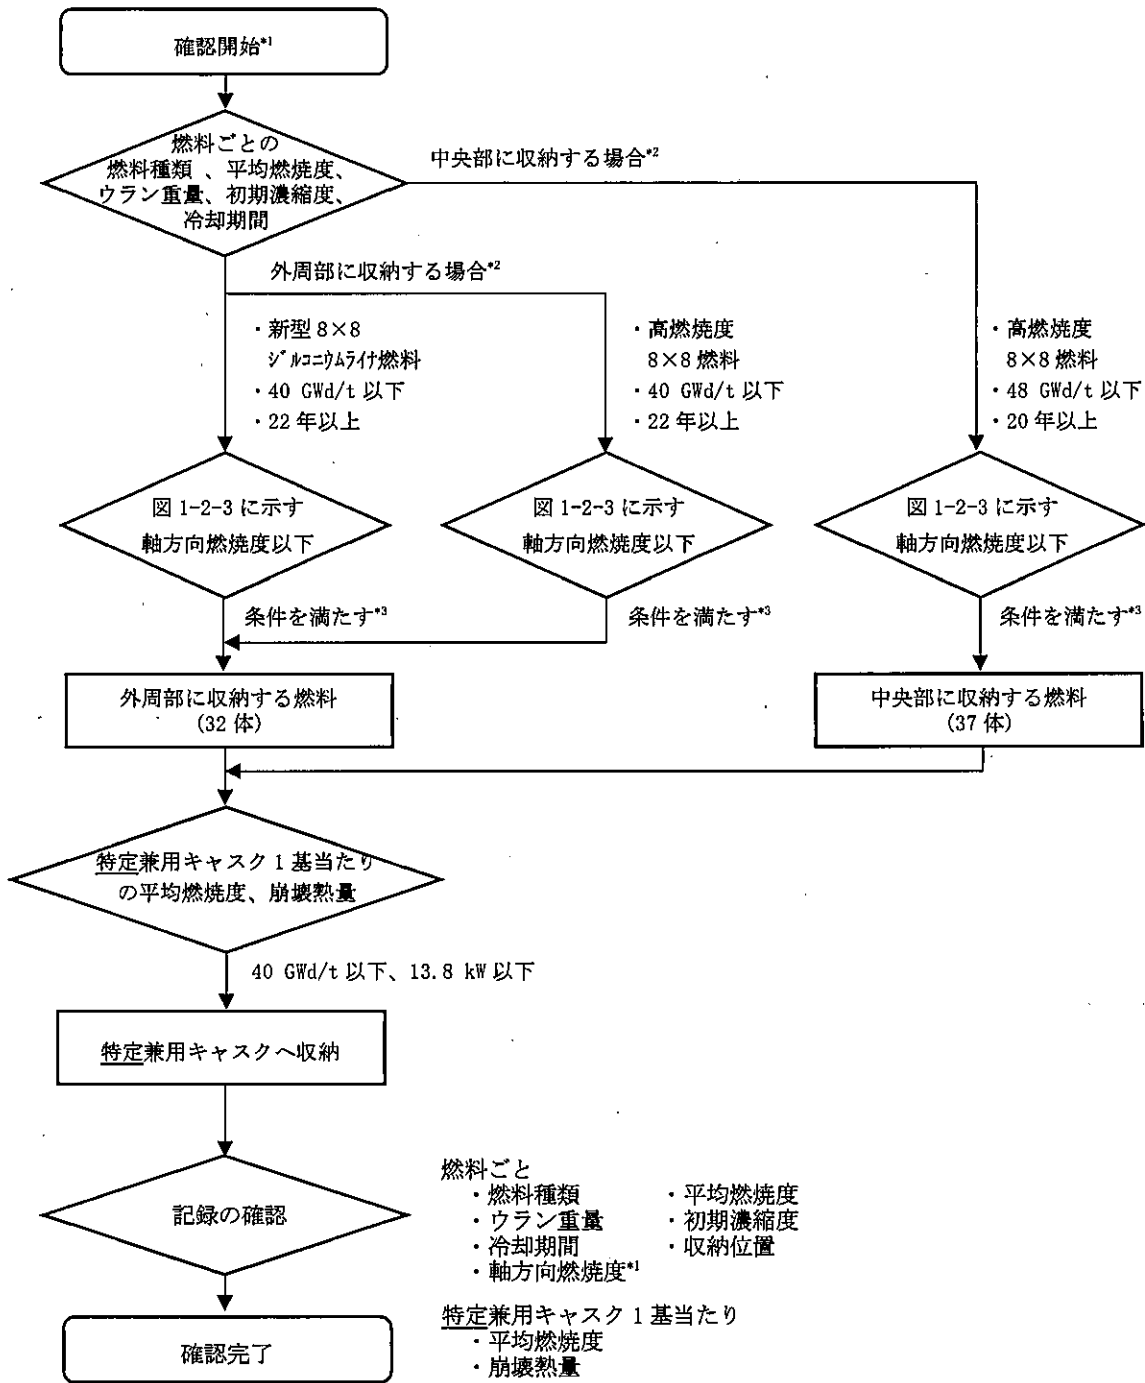 確認開始*1
燃料ごとの
燃料種類、平均燃焼度、
ウラン重量、初期濃縮度、
冷却期間
中央部に収納する場合*2
外周部に収納する場合*2
・新型8×8
ジルコニウムライナ燃料
・40 GWd/t 以下
・22 年以上
・高燃焼度
8×8 燃料
・40 GWd/t 以下
・22 年以上
・高燃焼度
8×8 燃料
・48 GWd/t 以下
・20 年以上
図 1-2-3 に示す
軸方向燃焼度以下
図 1-2-3 に示す
軸方向燃焼度以下
図 1-2-3 に示す
軸方向燃焼度以下
条件を満たす*3
条件を満たす*3
条件を満たす*3
外周部に収納する燃料
(32 体)
中央部に収納する燃料
(37 体)
特定兼用キャスク 1 基当たり
の平均燃焼度、崩壊熱量
40 GWd/t 以下、13.8 kW 以下
特定兼用キャスクへ収納
記録の確認
燃料ごと
・燃料種類 ・平均燃焼度
・ウラン重量 ・初期濃縮度
・冷却期間 ・収納位置
・軸方向燃焼度*1
特定兼用キャスク 1 基当たり
・平均燃焼度
・崩壊熱量
確認完了